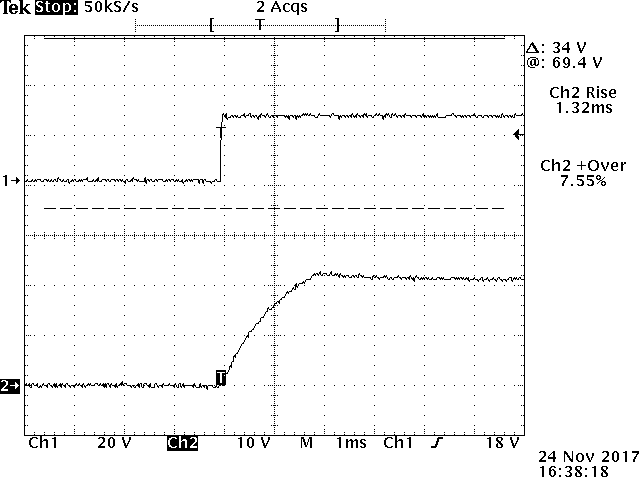 Tek Stop: 50kS/s 2 Acqs
[ T ]
Δ: 34 V
@: 69.4 V
Ch2 Rise
1.32ms
T
1→
Ch2 +Over
7.55%
T
2→
Ch1 20 V Ch2 10 V M 1ms Ch1 18 V
24 Nov 2017
16:38:18